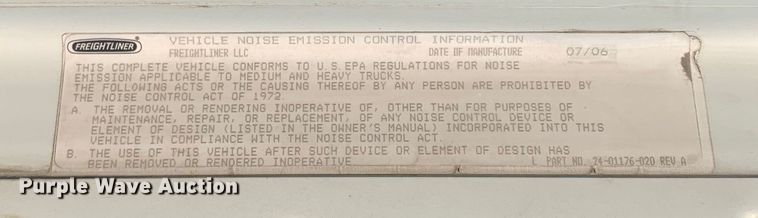 FREIGHTLINER
VEHICLE NOISE EMISSION CONTROL INFORMATION
FREIGHTLINER LLC DATE OF MANUFACTURE 07/06
THIS COMPLETE VEHICLE CONFORMS TO U.S.EPA REGULATIONS FOR NOISE
EMISSION APPLICABLE TO MEDIUM AND HEAVY TRUCKS.
THE FOLLOWING ACTS OR THE CAUSING THEREOF BY ANY PERSON ARE PROHIBITED BY
THE NOISE CONTROL ACT OF 1972.
A. THE REMOVAL OR RENDERING INOPERATIVE OF, OTHER THAN FOR PURPOSES OF
MAINTENANCE, REPAIR, OR REPLACEMENT, OF ANY NOISE CONTROL DEVICE OR
ELEMENT OF DESIGN (LISTED IN THE OWNER'S MANUAL) INCORPORATED INTO THIS
VEHICLE IN COMPLIANCE WITH THE NOISE CONTROL ACT.
B. THE USE OF THIS VEHICLE AFTER SUCH DEVICE OR ELEMENT OF DESIGN HAS
BEEN REMOVED OR RENDERED INOPERATIVE. L PART NO. 24-01176-020 REV A
Purple Wave Auction